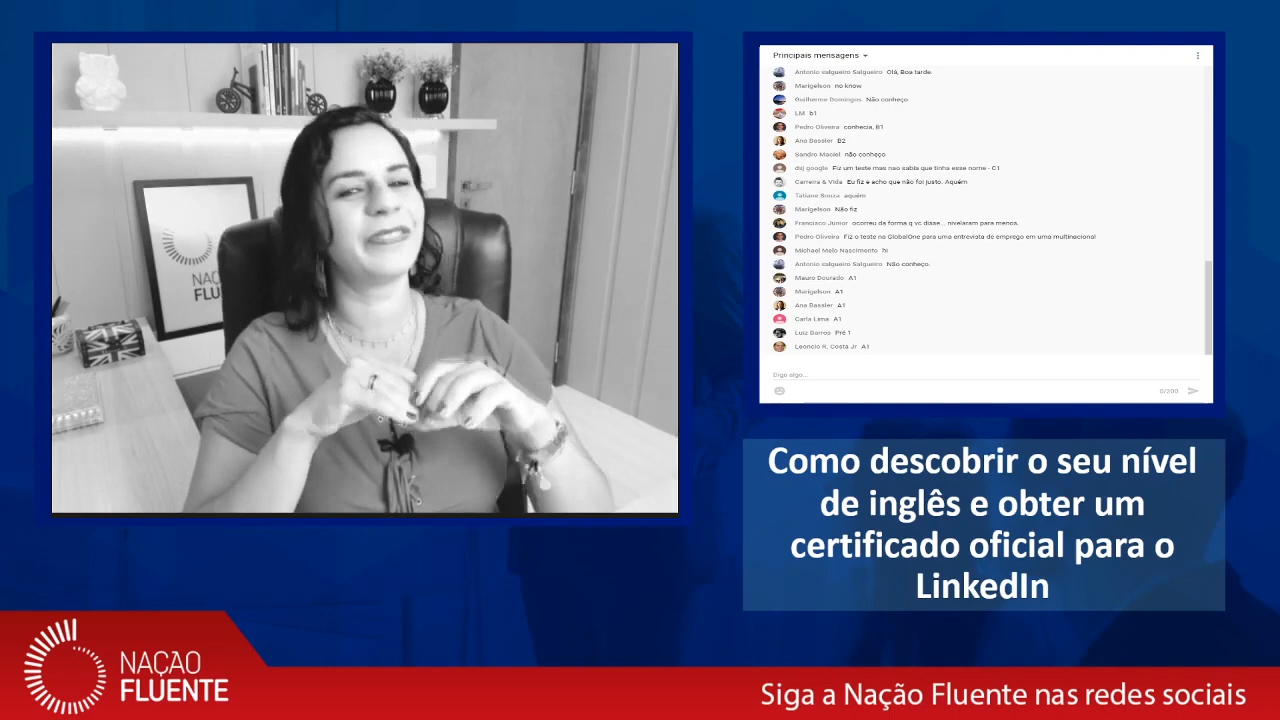 NAÇ
FLU
Principais mensagens
Antonio salgueiro Salgueiro Olá, Boa tarde.
Marigelson no know
Guilherme Domingos Não conheço
LM b1
Pedro Oliveira conhecia, B1
Ana Bassler B2
Sandro Maciel não conheço
dsj google Fiz um teste mas nao sabia que tinha esse nome - C1
Carreira & Vida Eu fiz e acho que não foi justo. Aquém
Tatiane Souza aquém
Marigelson Não fiz
Francisco Junior ocorreu da forma q vc disse... nivelaram para menos.
Pedro Oliveira Fiz o teste na GlobalOne para uma entrevista de emprego em uma multinacional
Michael Melo Nascimento hi
Antonio salgueiro Salgueiro Não conheço.
Mauro Dourado A1
Marigelson A1
Ana Bassler A1
Carla Lima A1
Luiz Barros Pré 1
Leoncio R. Costa Jr A1
Diga algo...
0/200
Como descobrir o seu nível
de inglês e obter um
certificado oficial para o
LinkedIn
NAÇÃO
FLUENTE
Siga a Nação Fluente nas redes sociais